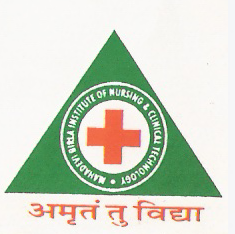 MAHADEVI BIRLA INSTITUTE OF NURSING & CLINICAL TECHNOLOGY
अमृतं तु विद्या